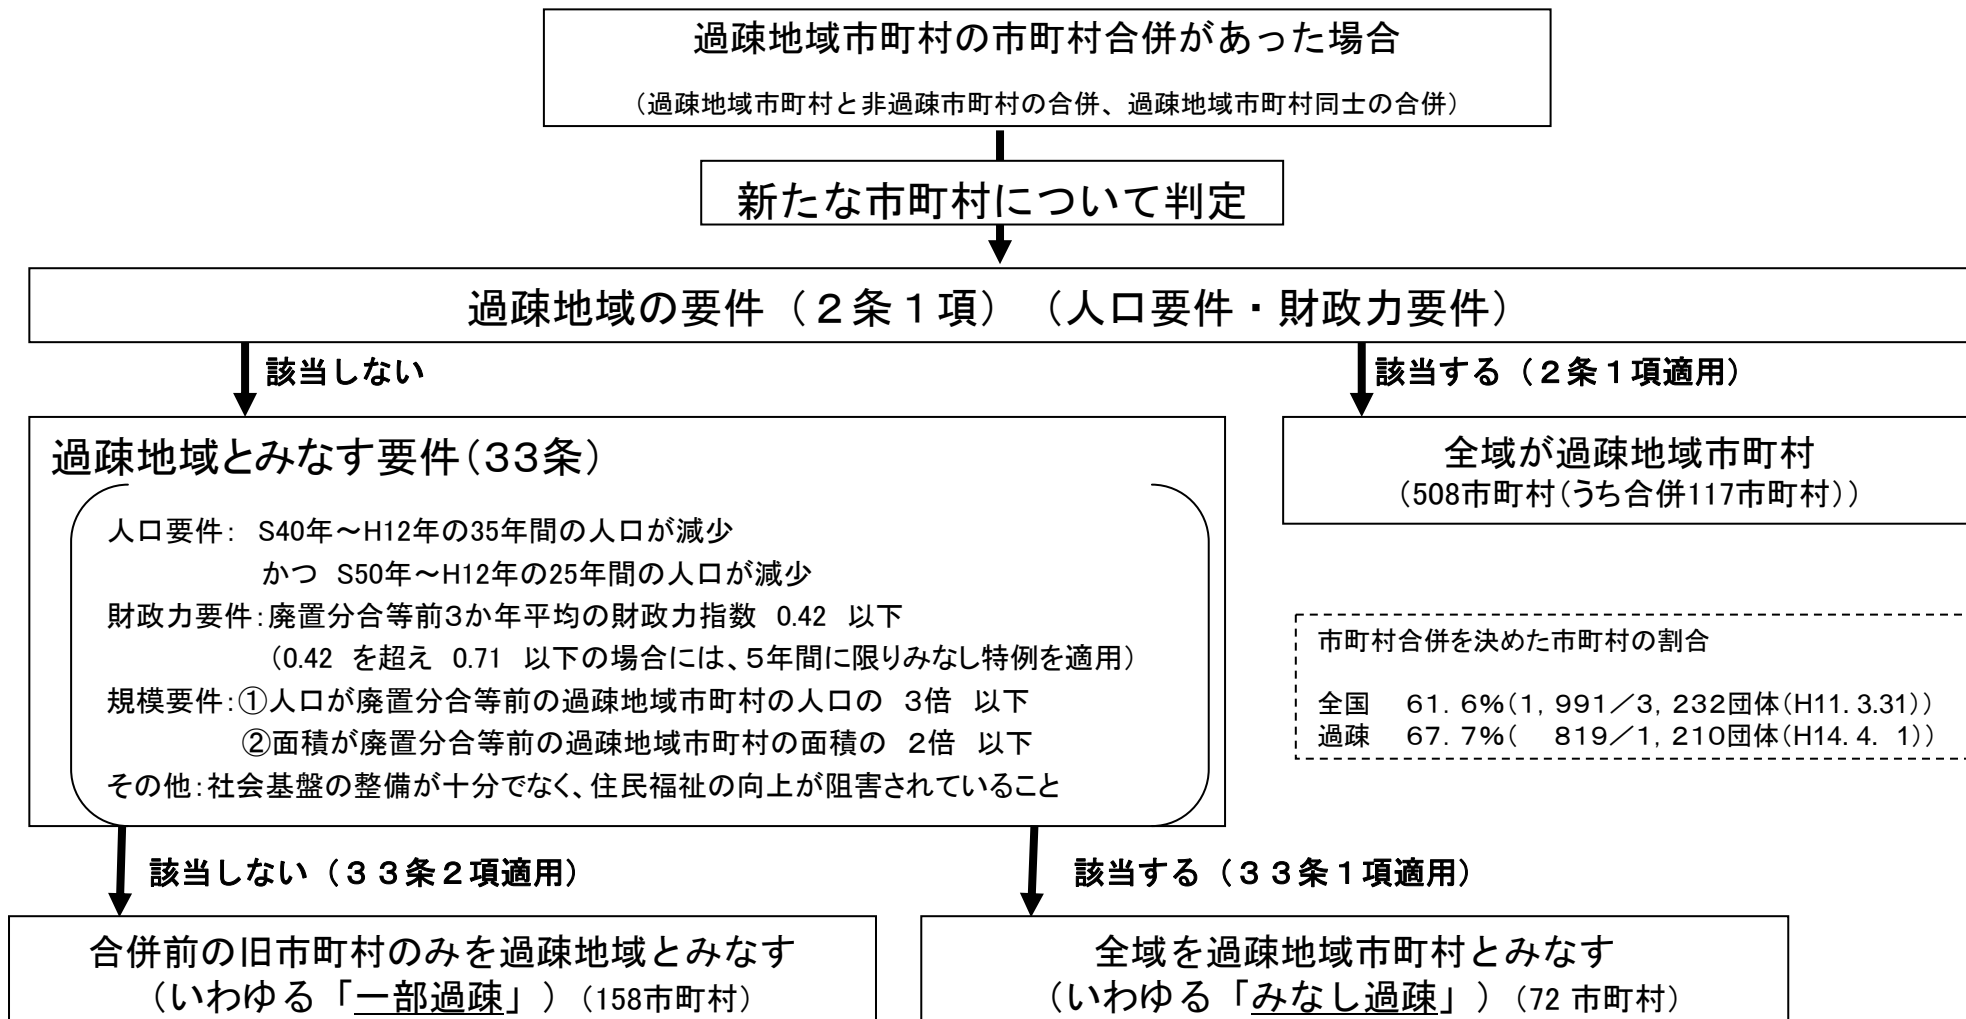 過疎地域市町村の市町村合併があった場合
（過疎地域市町村と非過疎市町村の合併、過疎地域市町村同士の合併）
新たな市町村について判定
過疎地域の要件（２条１項）（人口要件・財政力要件）
該当しない
該当する（２条１項適用）
過疎地域とみなす要件（３３条）
人口要件： S40年～H12年の35年間の人口が減少
かつ S50年～H12年の25年間の人口が減少
財政力要件：廃置分合等前３か年平均の財政力指数 0.42 以下
（0.42 を超え 0.71 以下の場合には、５年間に限りみなし特例を適用）
規模要件：①人口が廃置分合等前の過疎地域市町村の人口の 3倍 以下
②面積が廃置分合等前の過疎地域市町村の面積の 2倍 以下
その他：社会基盤の整備が十分でなく、住民福祉の向上が阻害されていること
全域が過疎地域市町村
（508市町村（うち合併117市町村））
市町村合併を決めた市町村の割合
全国 ６１．６％（１，９９１／３，２３２団体（H11．3．31））
過疎 ６７．７％（ ８１９／１，２１０団体（H14．4． 1））
該当しない（３３条２項適用）
該当する（３３条１項適用）
合併前の旧市町村のみを過疎地域とみなす
（いわゆる「一部過疎」）（158市町村）
全域を過疎地域市町村とみなす
（いわゆる「みなし過疎」）（72 市町村）